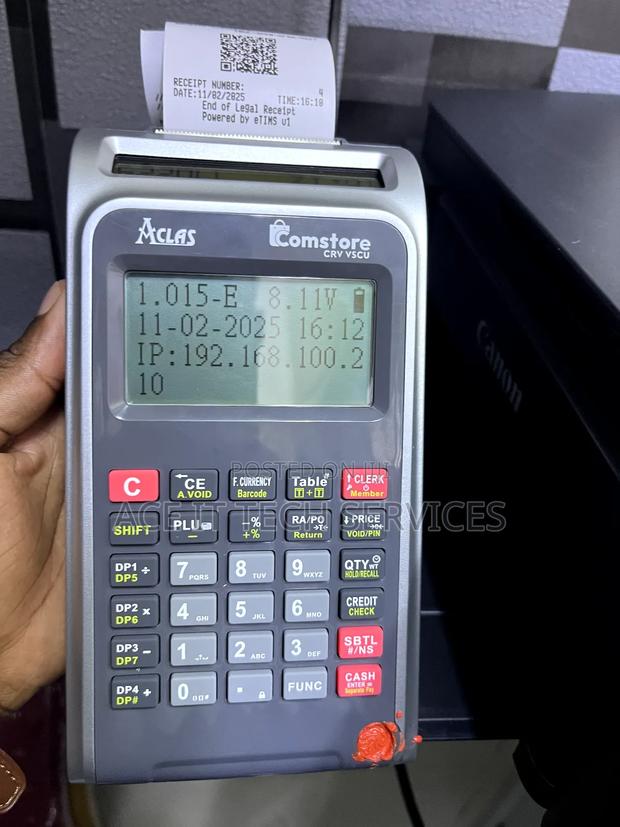 RECEIPT NUMBER: 4
DATE:11/02/2025 TIME:16:10
End of Legal Receipt
Powered by eTIMS v1
ACLAS
Comstore
CRV VSCU
1.015-E 8.11V
11-02-2025 16:12
IP:192.168.100.2
10
Canon
POSTED ON
ACE IT TECH SERVICES
C
CE
A.VOID
F.CURRENCY
Barcode
Table
T+T
CLERK
Member
SHIFT
PLU
–
-%
+%
RA/PO
Return
PRICE
VOID/PIN
DP1 ÷
DP5
7 PQRS
8 TUV
9 WXYZ
QTY WT
HOLD/RECALL
DP2 x
DP6
4 GHI
5 JKL
6 MNO
CREDIT
CHECK
DP3 –
DP7
1
2 ABC
3 DEF
SBTL
#/NS
DP4 +
DP#
0
.
FUNC
CASH
ENTER =
Separate Pay